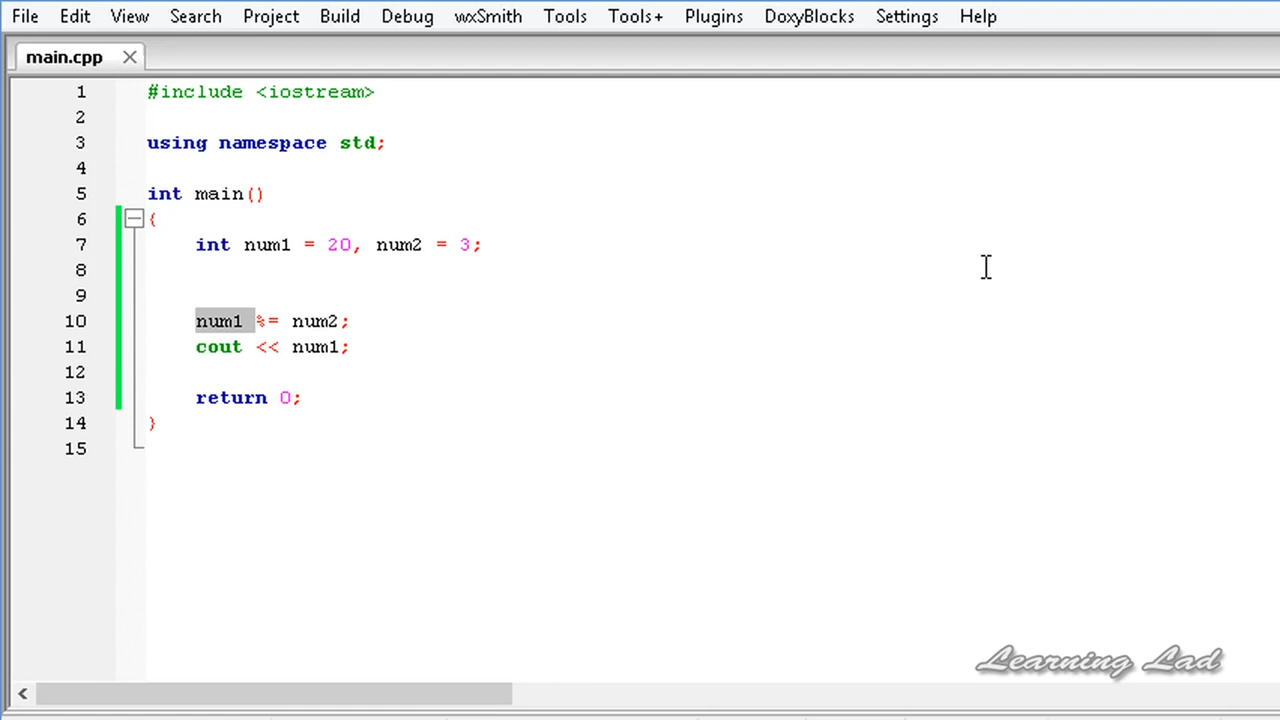 File Edit View Search Project Build Debug wxSmith Tools Tools+ Plugins DoxyBlocks Settings Help
main.cpp
1 #include <iostream>
2
3 using namespace std;
4
5 int main()
6 {
7 int num1 = 20, num2 = 3;
8
9
10 num1 %= num2;
11 cout << num1;
12
13 return 0;
14 }
15
Learning Lad